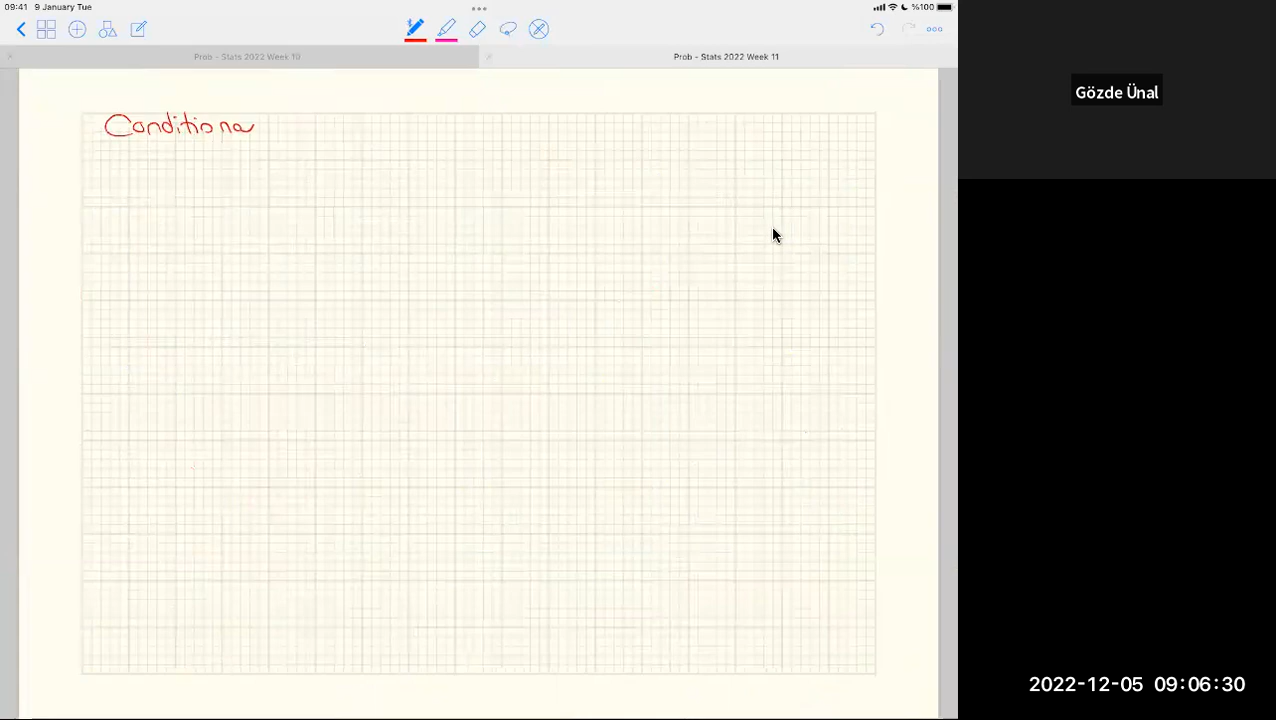 09:41 9 January Tue
%100
Prob - Stats 2022 Week 10
Prob - Stats 2022 Week 11
Gözde Ünal
Conditiona
2022-12-05 09:06:30